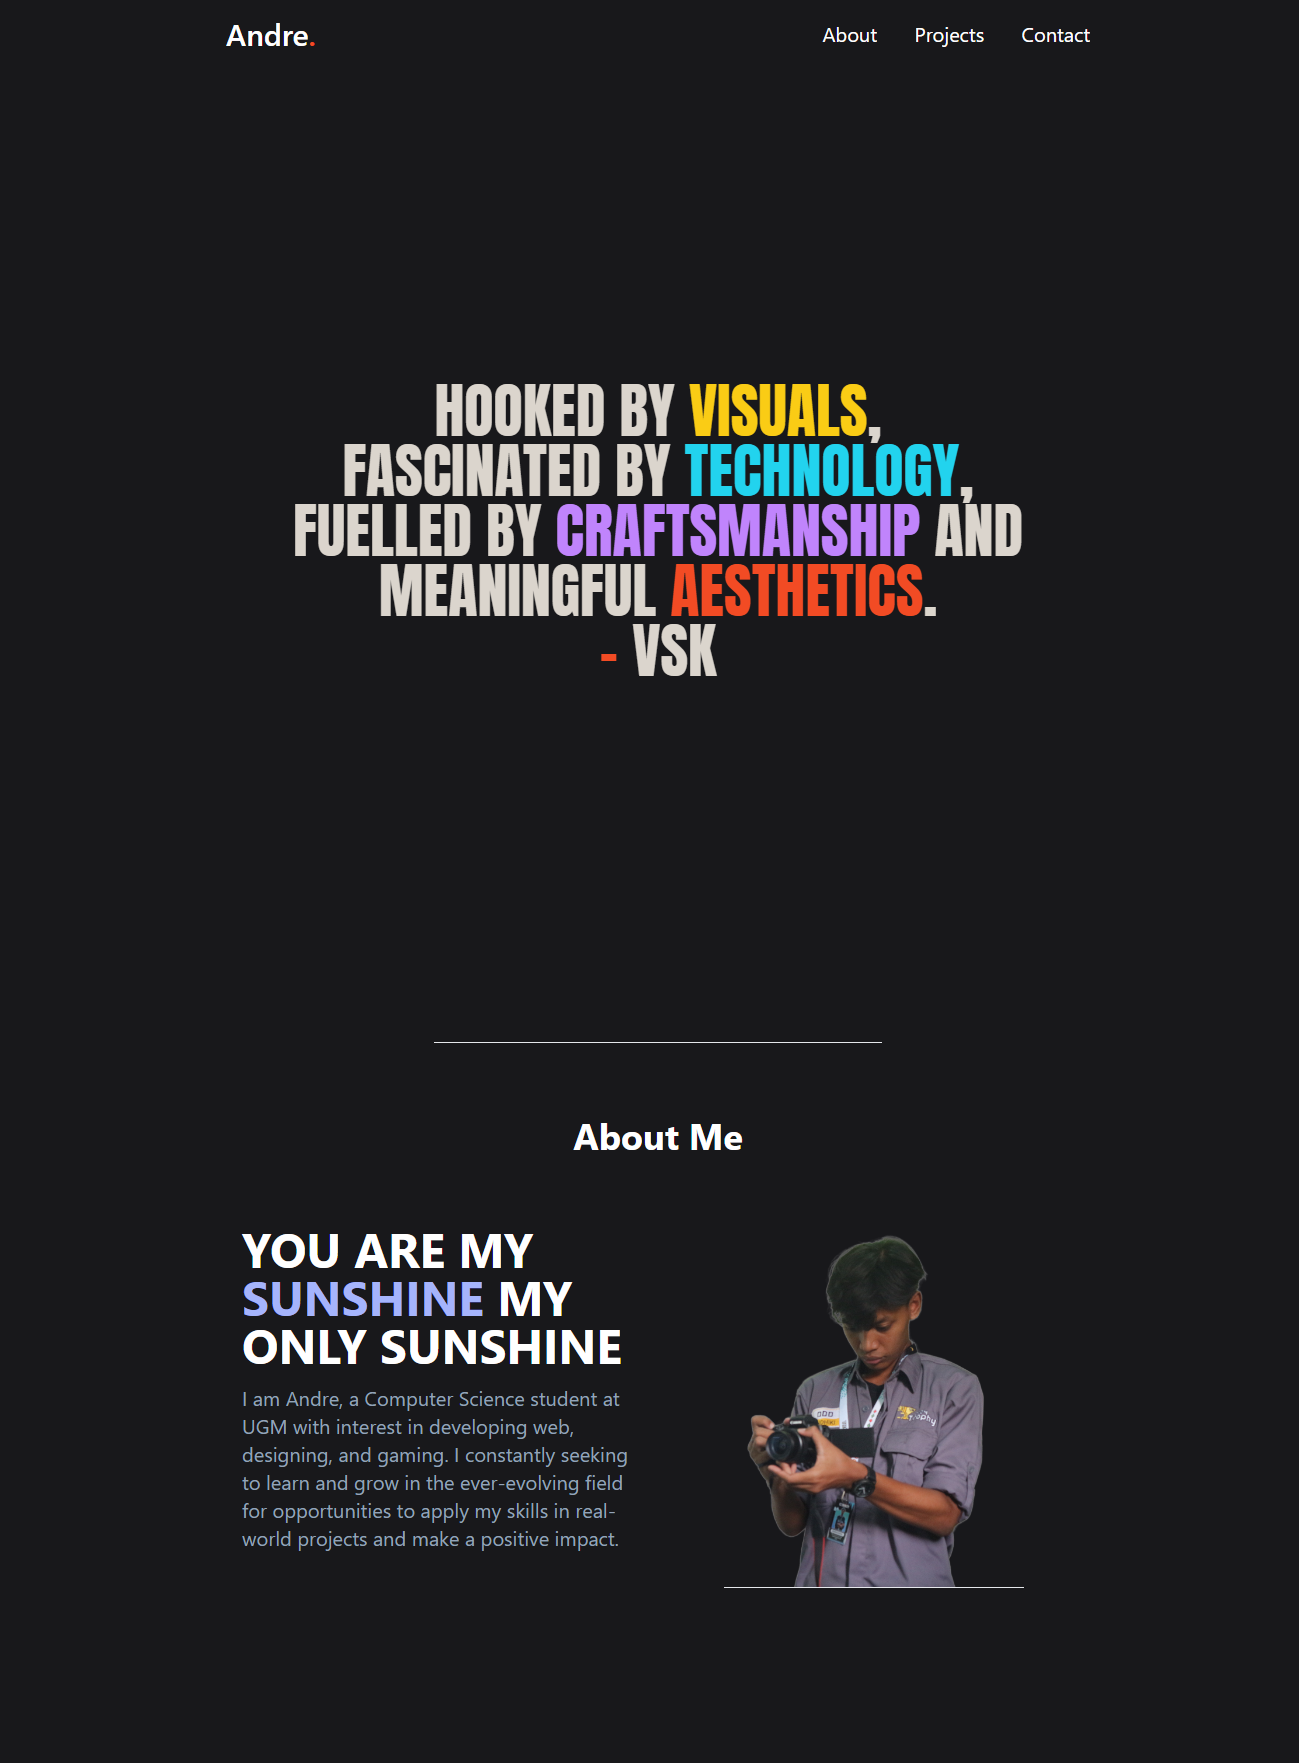 Andre.
About Projects Contact
HOOKED BY VISUALS,
FASCINATED BY TECHNOLOGY,
FUELLED BY CRAFTSMANSHIP AND
MEANINGFUL AESTHETICS.
- VSK
About Me
YOU ARE MY
SUNSHINE MY
ONLY SUNSHINE
I am Andre, a Computer Science student at
UGM with interest in developing web,
designing, and gaming. I constantly seeking
to learn and grow in the ever-evolving field
for opportunities to apply my skills in real-
world projects and make a positive impact.